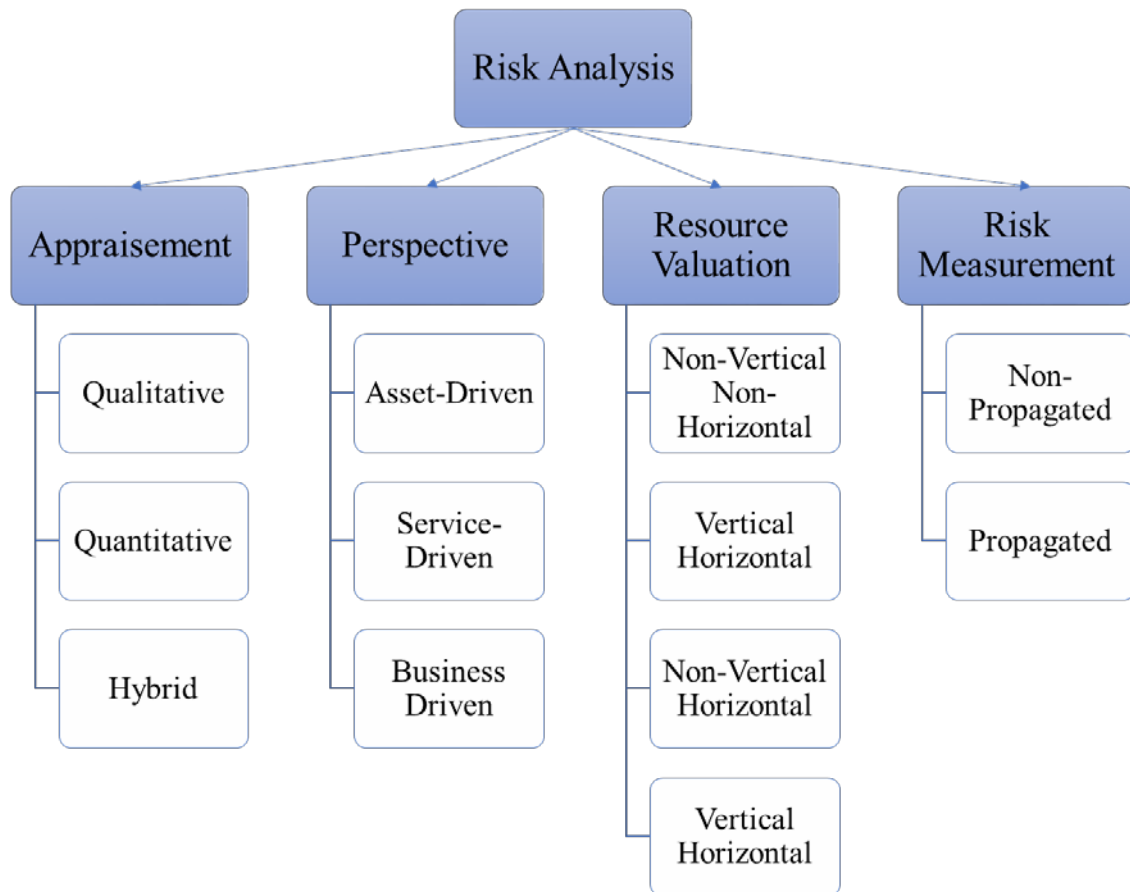 Risk Analysis
Appraisement
Qualitative
Quantitative
Hybrid
Perspective
Asset-Driven
Service-
Driven
Business
Driven
Resource
Valuation
Non-Vertical
Non-
Horizontal
Vertical
Horizontal
Non-Vertical
Horizontal
Vertical
Horizontal
Risk
Measurement
Non-
Propagated
Propagated